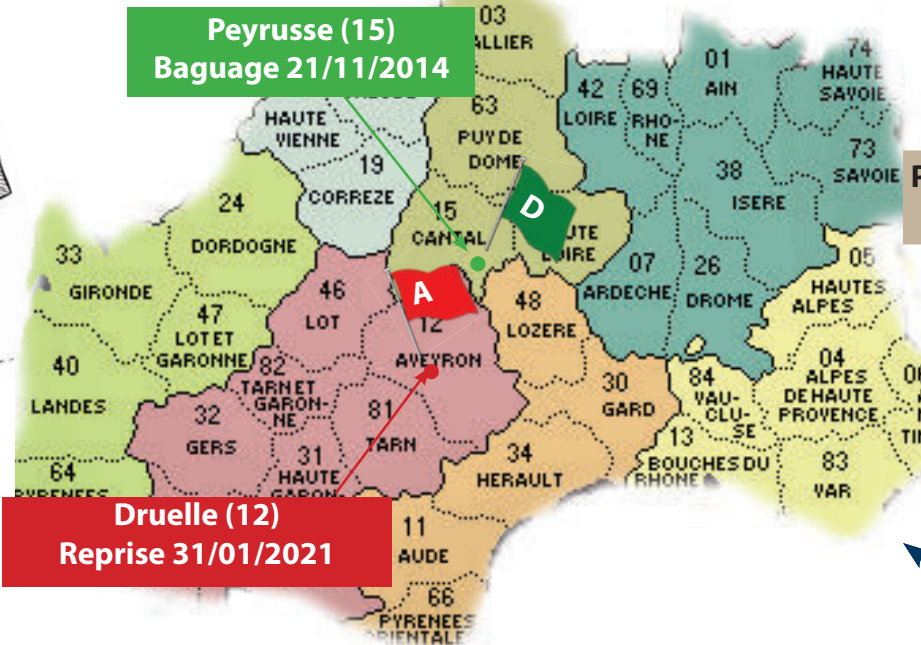 Peyrusse (15)
Baguage 21/11/2014
03
ALLIER
63
PUY DE
DOME
HAUTE
VIENNE
19
CORREZE
42
LOIRE
69
RHO-
NE
01
AIN
74
HAUTE
SAVOIE
73
SAVOIE
38
ISERE
24
DORDOGNE
15
CANTAL
D
UTE
OIRE
33
GIRONDE
A
12
AVEYRON
46
LOT
48
LOZERE
07
ARDECHE
26
DROME
05
HAUTES
ALPES
47
LOT ET
GARONNE
40
LANDES
82
TARN ET
GARON-
NE
81
TARN
32
GERS
31
HAUTE
GARON-
30
GARD
84
VAU-
CLU-
SE
04
ALPES
DE HAUTE
PROVENCE
13
BOUCHES DU
RHONE
83
VAR
34
HERAULT
64
PYRENEES
Druelle (12)
Reprise 31/01/2021
11
AUDE
66
PYRENEES
ORIENTALE